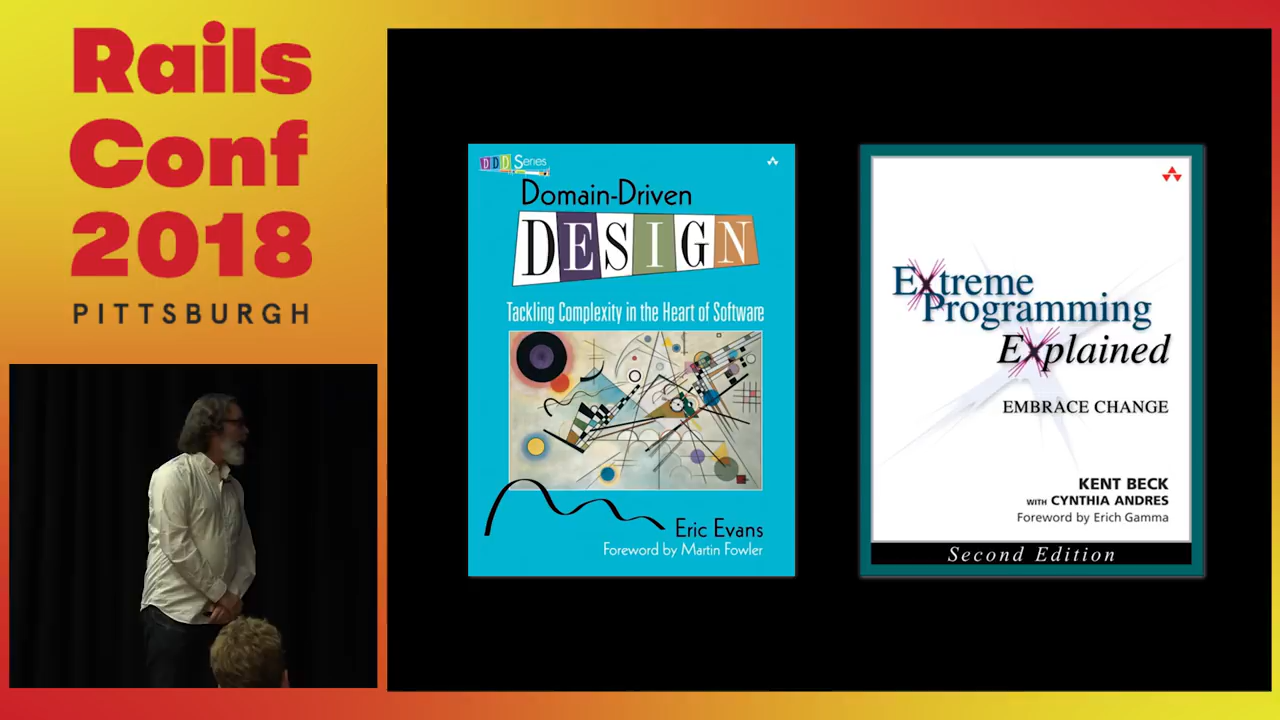 Rails
Conf
2018
PITTSBURGH
DDD Series
Domain-Driven
DESIGN
Tackling Complexity in the Heart of Software
Eric Evans
Foreword by Martin Fowler
Extreme
Programming
Explained
EMBRACE CHANGE
KENT BECK
WITH CYNTHIA ANDRES
Foreword by Erich Gamma
Second Edition